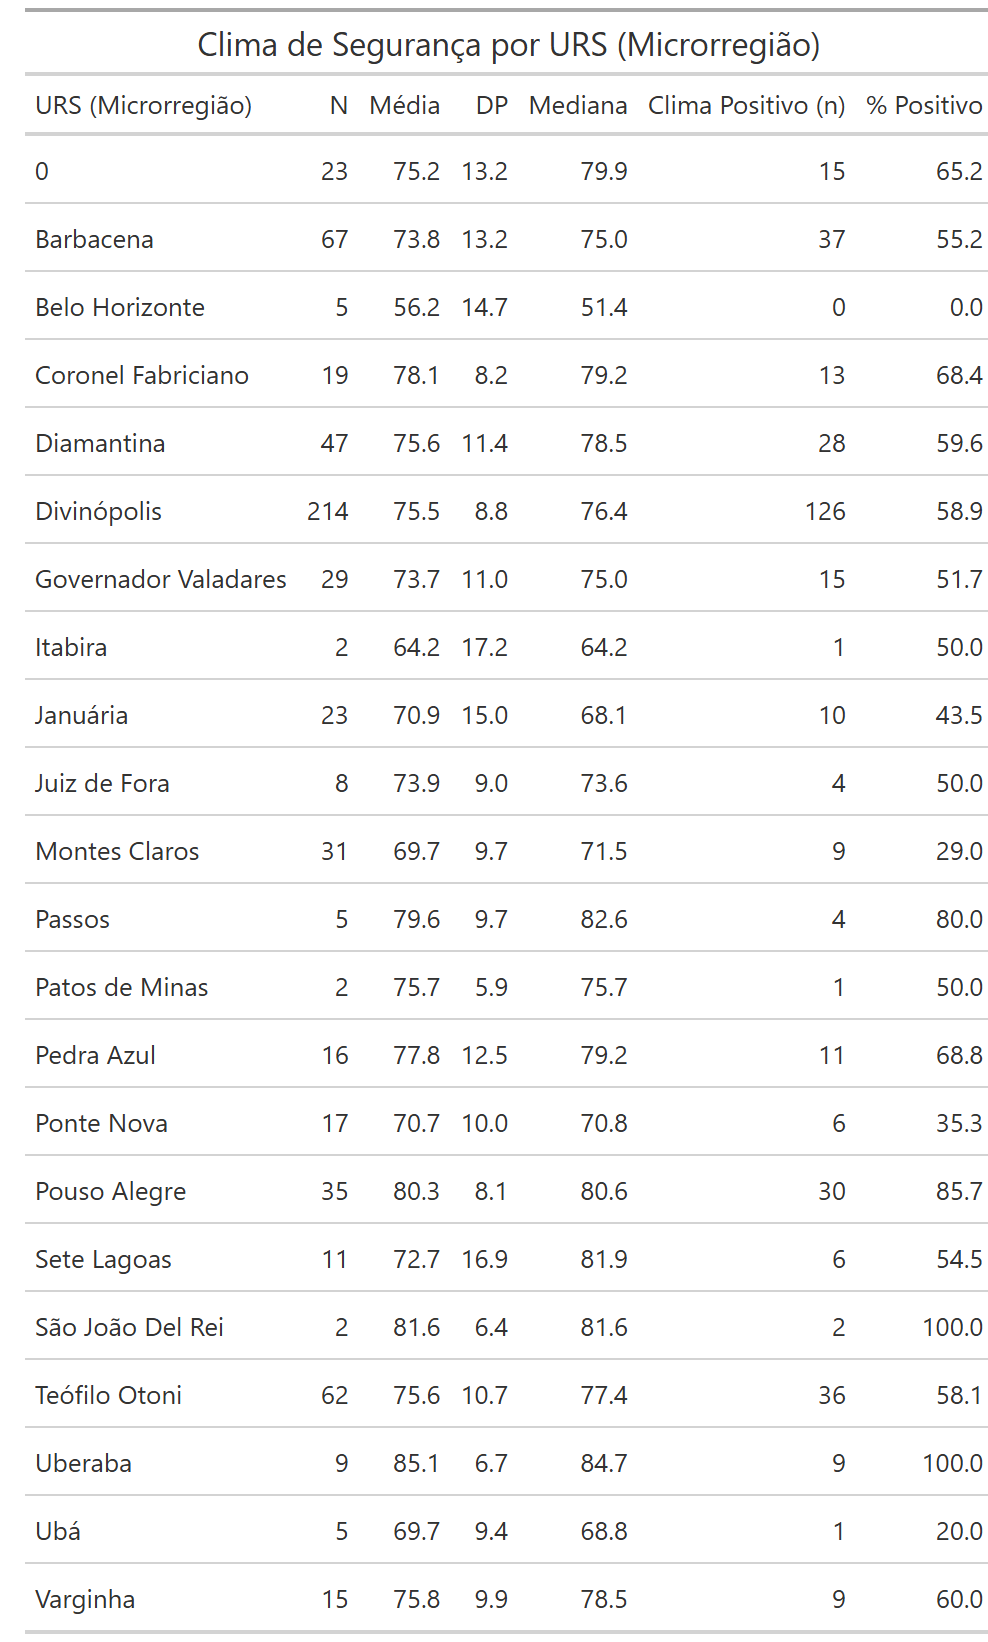 Clima de Segurança por URS (Microrregião)
URS (Microrregião) N Média DP Mediana Clima Positivo (n) % Positivo
0 23 75.2 13.2 79.9 15 65.2
Barbacena 67 73.8 13.2 75.0 37 55.2
Belo Horizonte 5 56.2 14.7 51.4 0 0.0
Coronel Fabriciano 19 78.1 8.2 79.2 13 68.4
Diamantina 47 75.6 11.4 78.5 28 59.6
Divinópolis 214 75.5 8.8 76.4 126 58.9
Governador Valadares 29 73.7 11.0 75.0 15 51.7
Itabira 2 64.2 17.2 64.2 1 50.0
Januária 23 70.9 15.0 68.1 10 43.5
Juiz de Fora 8 73.9 9.0 73.6 4 50.0
Montes Claros 31 69.7 9.7 71.5 9 29.0
Passos 5 79.6 9.7 82.6 4 80.0
Patos de Minas 2 75.7 5.9 75.7 1 50.0
Pedra Azul 16 77.8 12.5 79.2 11 68.8
Ponte Nova 17 70.7 10.0 70.8 6 35.3
Pouso Alegre 35 80.3 8.1 80.6 30 85.7
Sete Lagoas 11 72.7 16.9 81.9 6 54.5
São João Del Rei 2 81.6 6.4 81.6 2 100.0
Teófilo Otoni 62 75.6 10.7 77.4 36 58.1
Uberaba 9 85.1 6.7 84.7 9 100.0
Ubá 5 69.7 9.4 68.8 1 20.0
Varginha 15 75.8 9.9 78.5 9 60.0